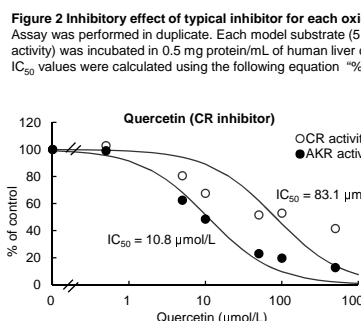 Figure 2 Inhibitory effect of typical inhibitor for each oxi
Assay was performed in duplicate. Each model substrate (5
activity) was incubated in 0.5 mg protein/mL of human liver
IC50 values were calculated using the following equation "%
Quercetin (CR inhibitor)
CR activi
AKR activi
IC50 = 83.1 μm
IC50 = 10.8 μmol/L
% of control
120
100
80
60
40
20
0
0 1 10 100 100
Quercetin (μmol/L)